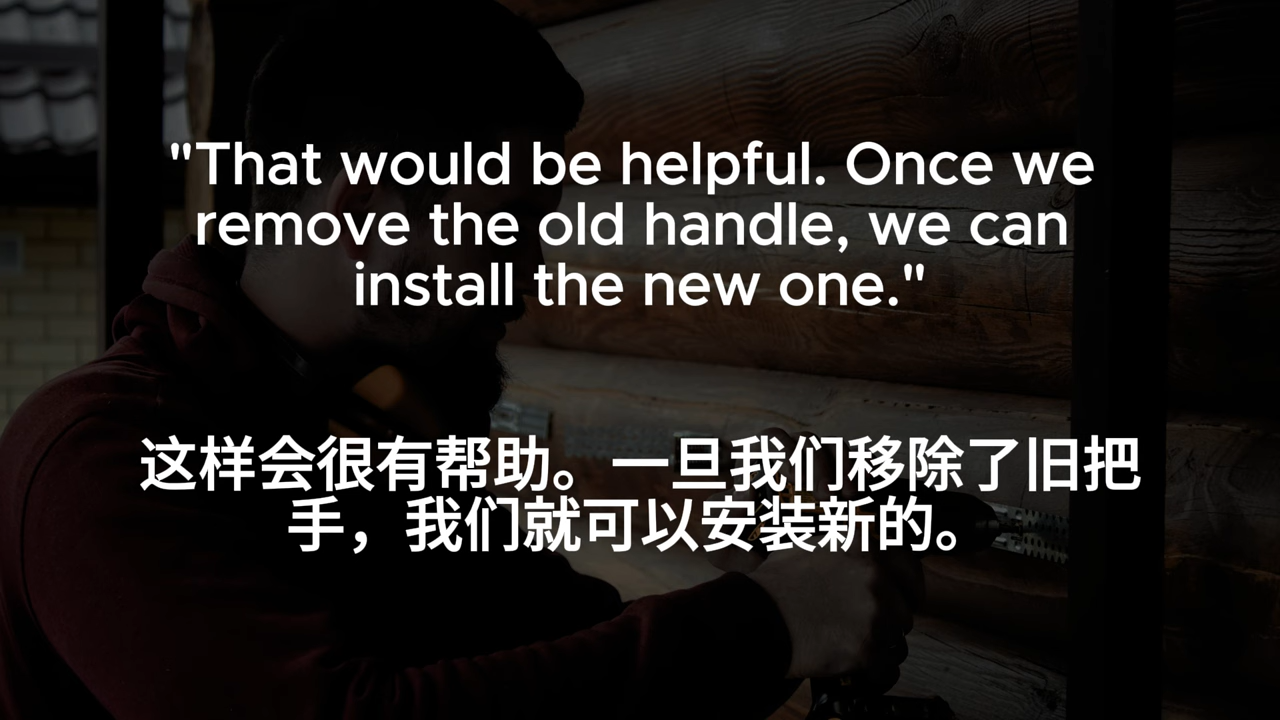 "That would be helpful. Once we
remove the old handle, we can
install the new one."
这样会很有帮助。一旦我们移除了旧把
手，我们就可以安装新的。